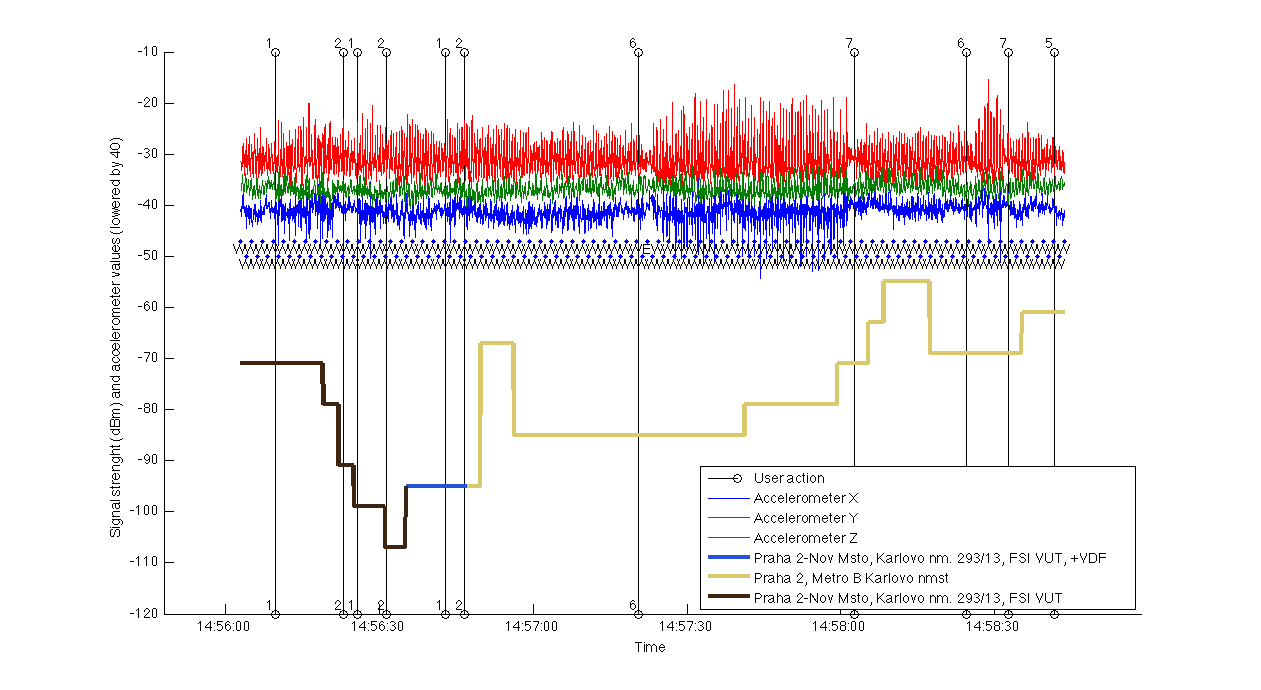 1 2 1 2 1 2 6 7 6 7 5
-10
-20
-30
-40
-50
-60
-70
-80
-90
-100
-110
-120
Signal strenght (dBm) and accelerometer values (lowered by 40)
User action
Accelerometer X
Accelerometer Y
Accelerometer Z
Praha 2-Nov Msto, Karlovo nm. 293/13, FSI VUT, +VDF
Praha 2, Metro B Karlovo nmst
Praha 2-Nov Msto, Karlovo nm. 293/13, FSI VUT
1 2 1 2 1 2 6
14:56:00 14:56:30 14:57:00 14:57:30 14:58:00 14:58:30
Time